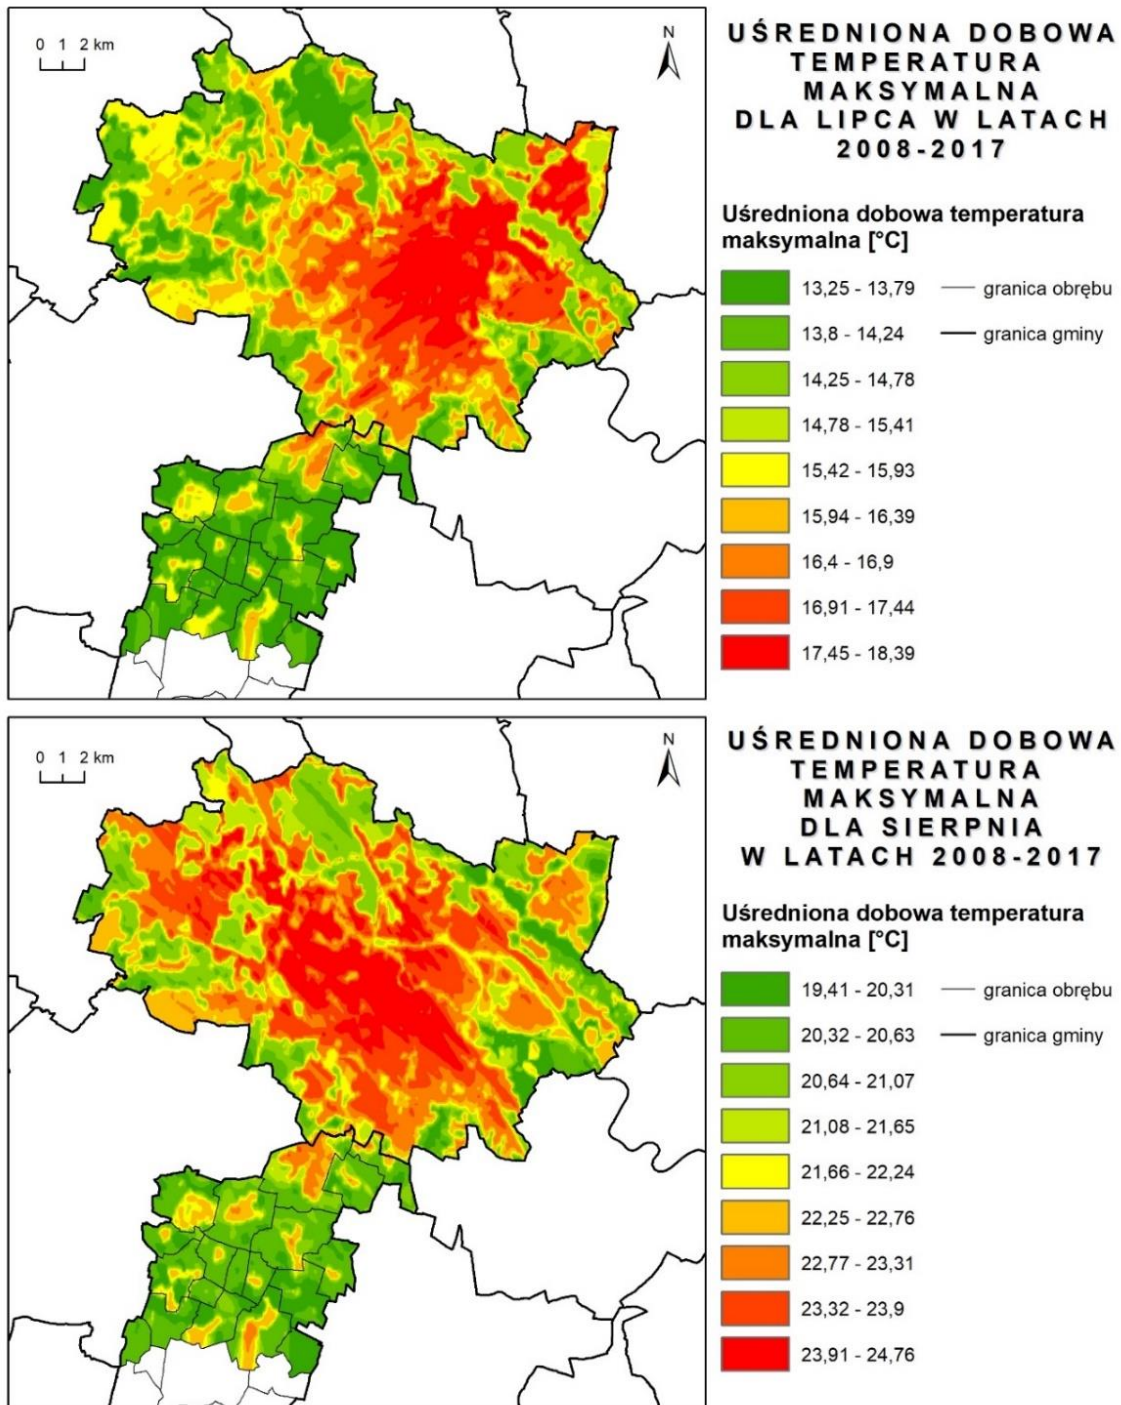 0 1 2 km
N
UŚREDNIONA DOBOWA
TEMPERATURA
MAKSYMALNA
DLA LIPCA W LATACH
2008-2017
Uśredniona dobowa temperatura
maksymalna [°C]
13,25 - 13,79
granica obrębu
13,8 - 14,24
granica gminy
14,25 - 14,78
14,78 - 15,41
15,42 - 15,93
15,94 - 16,39
16,4 - 16,9
16,91 - 17,44
17,45 - 18,39
0 1 2 km
N
UŚREDNIONA DOBOWA
TEMPERATURA
MAKSYMALNA
DLA SIERPNIA
W LATACH 2008-2017
Uśredniona dobowa temperatura
maksymalna [°C]
19,41 - 20,31
granica obrębu
20,32 - 20,63
granica gminy
20,64 - 21,07
21,08 - 21,65
21,66 - 22,24
22,25 - 22,76
22,77 - 23,31
23,32 - 23,9
23,91 - 24,76